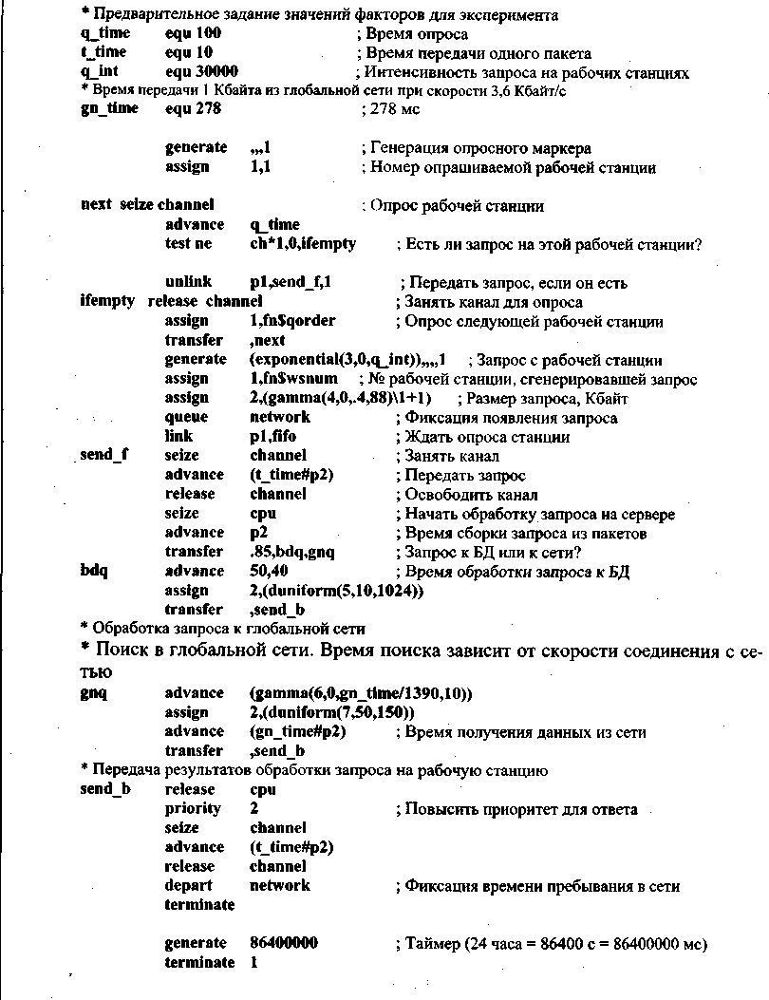 * Предварительное задание значений факторов для эксперимента
q_time equ 100 ; Время опроса
t_time equ 10 ; Время передачи одного пакета
q_int equ 30000 ; Интенсивность запроса на рабочих станциях
* Время передачи 1 Кбайта из глобальной сети при скорости 3,6 Кбайт/с
gn_time equ 278 ; 278 мс
generate ,,,1 ; Генерация опросного маркера
assign 1,1 ; Номер опрашиваемой рабочей станции
next seize channel ; Опрос рабочей станции
advance q_time
test ne ch*1,0,ifempty ; Есть ли запрос на этой рабочей станции?
unlink p1,send_f,1 ; Передать запрос, если он есть
ifempty release channel ; Занять канал для опроса
assign 1,fn$qorder ; Опрос следующей рабочей станции
transfer ,next
generate (exponential(3,0,q_int)),,,,1 ; Запрос с рабочей станции
assign 1,fn$wsnum ; № рабочей станции, сгенерировавшей запрос
assign 2,(gamma(4,0,.4,88)\1+1) ; Размер запроса, Кбайт
queue network ; Фиксация появления запроса
link p1,fifo ; Ждать опроса станции
send_f seize channel ; Занять канал
advance (t_time#p2) ; Передать запрос
release channel ; Освободить канал
seize cpu ; Начать обработку запроса на сервере
advance p2 ; Время сборки запроса из пакетов
transfer .85,bdq,gnq ; Запрос к БД или к сети?
bdq advance 50,40 ; Время обработки запроса к БД
assign 2,(duniform(5,10,1024))
transfer ,send_b
* Обработка запроса к глобальной сети
* Поиск в глобальной сети. Время поиска зависит от скорости соединения с се-
тью
gnq advance (gamma(6,0,gn_time/1390,10))
assign 2,(duniform(7,50,150))
advance (gn_time#p2) ; Время получения данных из сети
transfer ,send_b
* Передача результатов обработки запроса на рабочую станцию
send_b release cpu
priority 2 ; Повысить приоритет для ответа
seize channel
advance (t_time#p2)
release channel
depart network ; Фиксация времени пребывания в сети
terminate
generate 86400000 ; Таймер (24 часа = 86400 с = 86400000 мс)
terminate 1